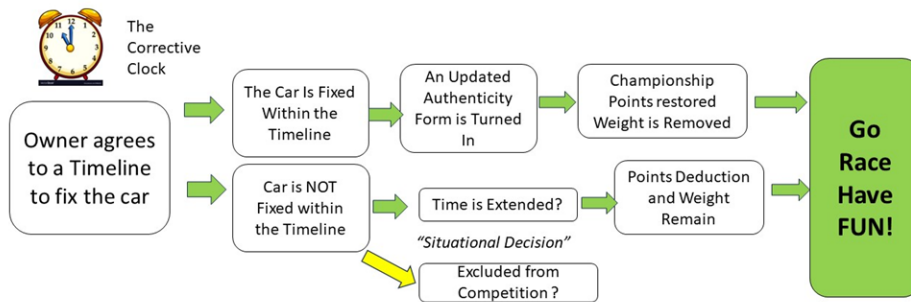 The
Corrective
Clock
Owner agrees
to a Timeline
to fix the car
The Car Is Fixed
Within the
Timeline
An Updated
Authenticity
Form is Turned
In
Championship
Points restored
Weight is Removed
Car is NOT
Fixed within
the Timeline
Time is Extended?
Points Deduction
and Weight
Remain
"Situational Decision"
Excluded from
Competition ?
Go
Race
Have
FUN!